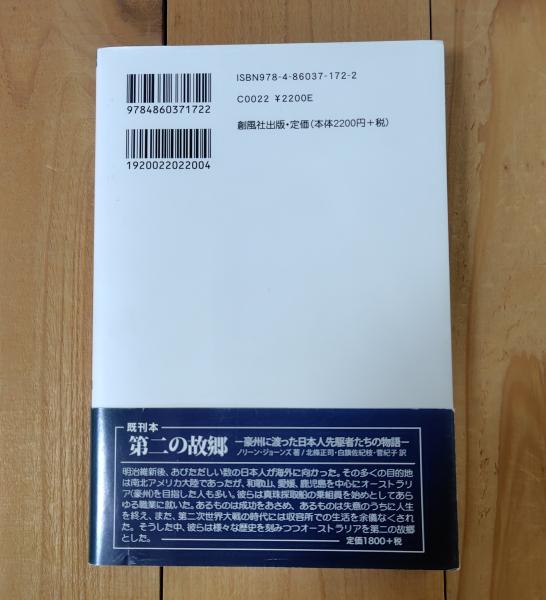 ISBN978-4-86037-172-2
9784860371722
C0022 ¥2200E
創風社出版・定価(本体2200円+税)
1920022022004
既刊本
第二の故郷 ―豪州に渡った日本人先駆者たちの物語―
ノリーン・ジョーンズ 著/北條正司・白籏佐紀枝・菅紀子 訳
明治維新後、おびただしい数の日本人が海外に向かった。その多くの目的地
は南北アメリカ大陸であったが、和歌山、愛媛、鹿児島を中心にオーストラ
リア(豪州)を目指した人も多い。彼らは真珠採取船の乗組員を始めとしてあら
ゆる職業に就いた。あるものは成功をおさめ、あるものは失意のうちに人生
を終え、また、第二次世界大戦の時代には収容所での生活を余儀なくされ
た。そうした中、彼らは様々な歴史を刻みつつオーストラリアを第二の故郷
とした。
定価1800+税